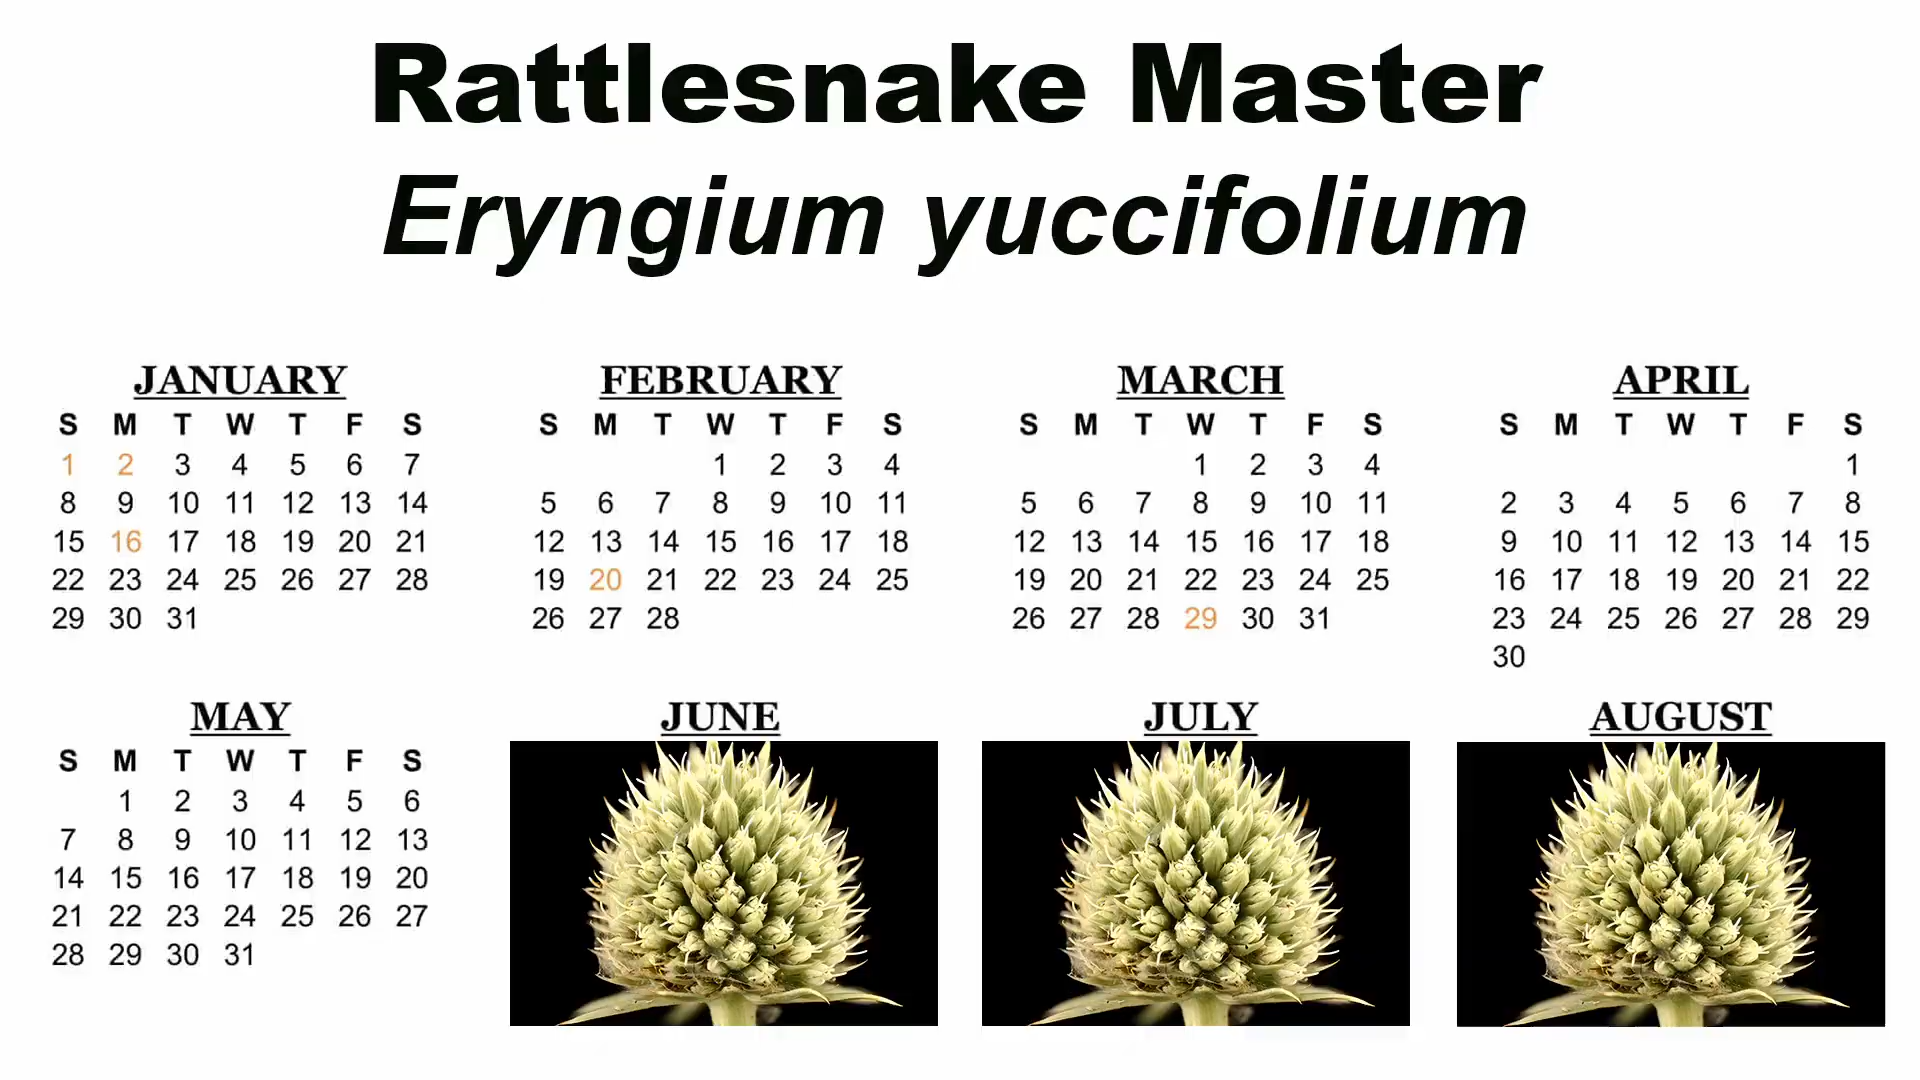 Rattlesnake Master
Eryngium yuccifolium
JANUARY
S M T W T F S
1 2 3 4 5 6 7
8 9 10 11 12 13 14
15 16 17 18 19 20 21
22 23 24 25 26 27 28
29 30 31
FEBRUARY
S M T W T F S
1 2 3 4
5 6 7 8 9 10 11
12 13 14 15 16 17 18
19 20 21 22 23 24 25
26 27 28
MARCH
S M T W T F S
1 2 3 4
5 6 7 8 9 10 11
12 13 14 15 16 17 18
19 20 21 22 23 24 25
26 27 28 29 30 31
APRIL
S M T W T F S
1
2 3 4 5 6 7 8
9 10 11 12 13 14 15
16 17 18 19 20 21 22
23 24 25 26 27 28 29
30
MAY
S M T W T F S
1 2 3 4 5 6
7 8 9 10 11 12 13
14 15 16 17 18 19 20
21 22 23 24 25 26 27
28 29 30 31
JUNE
JULY
AUGUST